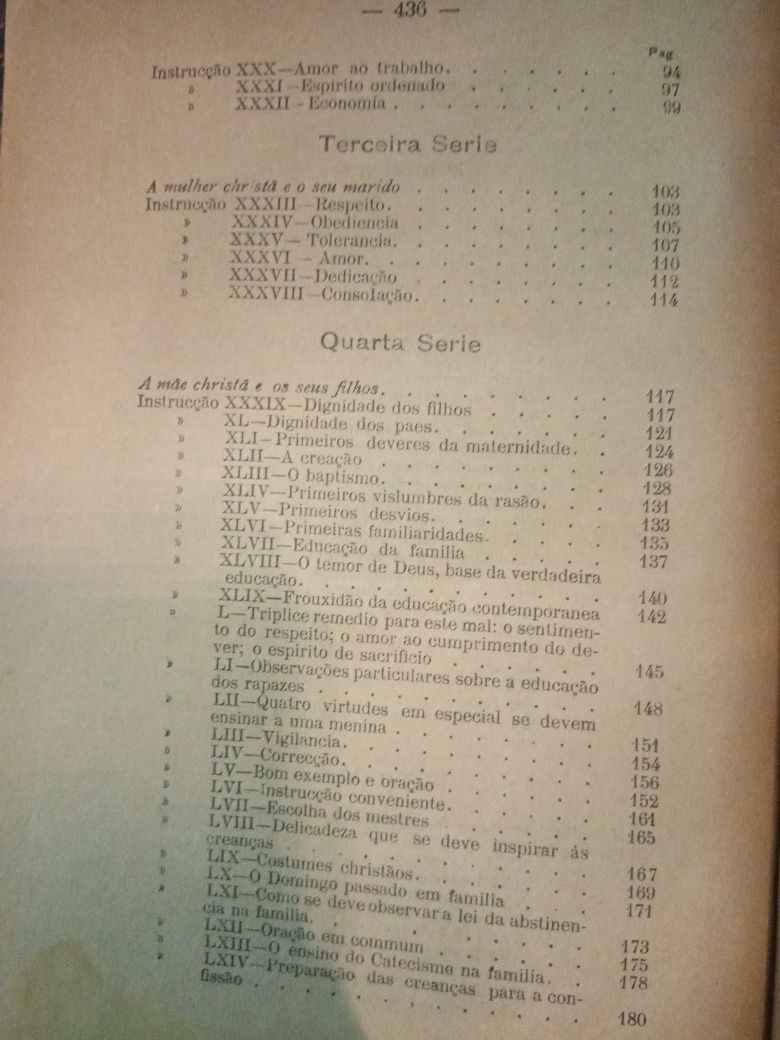 — 436 —
Pag
Instrucção XXX—Amor ao trabalho. . . . . . . 94
» XXXI—Espirito ordenado . . . . . . 97
» XXXII - Economia . . . . . . . . 99
Terceira Serie
A mulher christã e o seu marido . . . . . . . 103
Instrucção XXXIII—Respeito. . . . . . . . 103
» XXXIV—Obediencia . . . . . . . 105
» XXXV— Tolerancia. . . . . . . . 107
» XXXVI - Amor. . . . . . . . . 110
» XXXVII—Dedicação . . . . . . . 112
» XXXVIII—Consolação. . . . . . . 114
Quarta Serie
A mãe christã e os seus filhos. . . . . . . . 117
Instrucção XXXIX—Dignidade dos filhos . . . . . 117
» XL—Dignidade dos paes. . . . . . . 121
» XLI—Primeiros deveres da maternidade. . 124
» XLII—A creação . . . . . . . . 126
» XLIII—O baptismo. . . . . . . . 128
» XLIV—Primeiros vislumbres da rasão. . . 131
» XLV—Primeiros desvios. . . . . . . 133
» XLVI—Primeiras familiaridades. . . . . 135
» XLVII—Educação da familia . . . . . 137
» XLVIII—O temor de Deus, base da verdadeira
educação. . . . . . . . . . . 140
» XLIX—Frouxidão da educação contemporanea 142
» L—Triplice remedio para este mal: o sentimen-
to do respeito; o amor ao cumprimento do de-
ver; o espirito de sacrificio . . . . . . 145
» LI—Observações particulares sobre a educação
dos rapazes . . . . . . . . . . 148
» LII—Quatro virtudes em especial se devem
ensinar a uma menina . . . . . . . 151
» LIII—Vigilancia. . . . . . . . . 154
» LIV—Correcção. . . . . . . . . 156
» LV—Bom exemplo e oração . . . . . 152
» LVI—Instrucção conveniente. . . . . 161
» LVII—Escolha dos mestres . . . . . 165
» LVIII—Delicadeza que se deve inspirar ás
creanças . . . . . . . . . . 167
» LIX—Costumes christãos. . . . . . . 169
» LX—O Domingo passado em familia . . . 171
» LXI—Como se deve observar a lei da abstinen-
cia na familia. . . . . . . . . . 173
» LXII—Oração em commum . . . . . . 175
» LXIII—O ensino do Catecismo na familia. . 178
» LXIV—Preparação das creanças para a con-
fissão . . . . . . . . . . . . 180